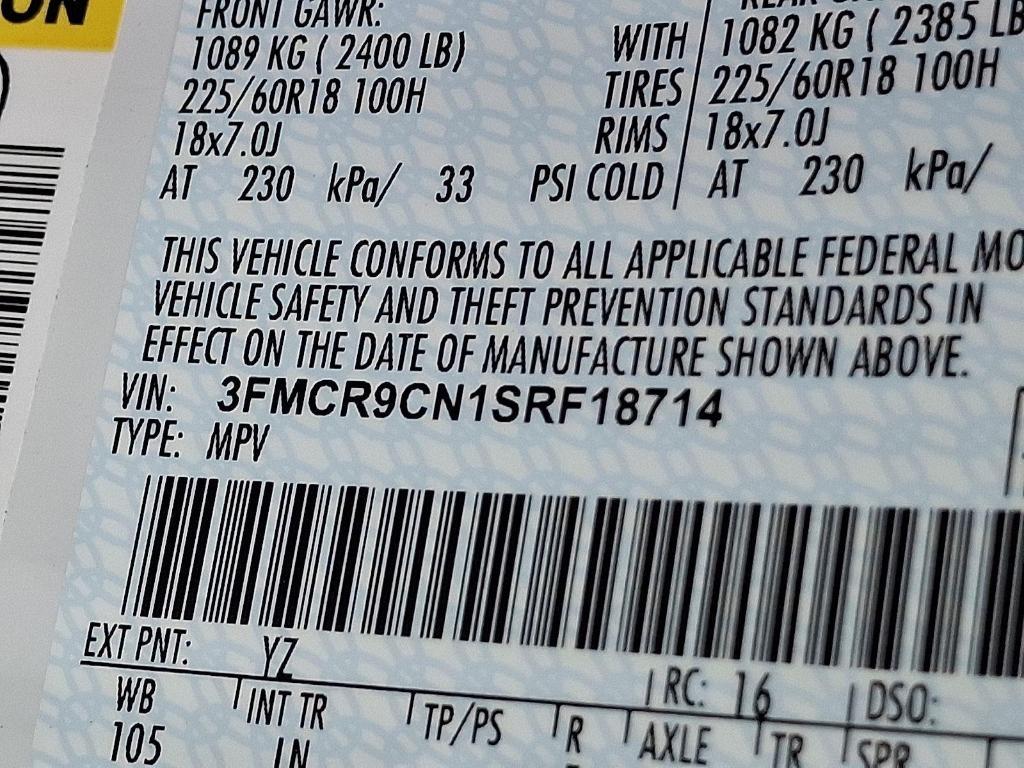 ON
FRONT GAWR:
1089 KG ( 2400 LB)
225/60R18 100H
18x7.0J
AT 230 kPa/ 33 PSI COLD
WITH
TIRES
RIMS
1082 KG ( 2385 LB
225/60R18 100H
18x7.0J
AT 230 kPa/
THIS VEHICLE CONFORMS TO ALL APPLICABLE FEDERAL MO
VEHICLE SAFETY AND THEFT PREVENTION STANDARDS IN
EFFECT ON THE DATE OF MANUFACTURE SHOWN ABOVE.
VIN: 3FMCR9CN1SRF18714
TYPE: MPV
EXT PNT: YZ RC: 16 DSO:
WB INT TR TP/PS R AXLE TR SPR
105 IN